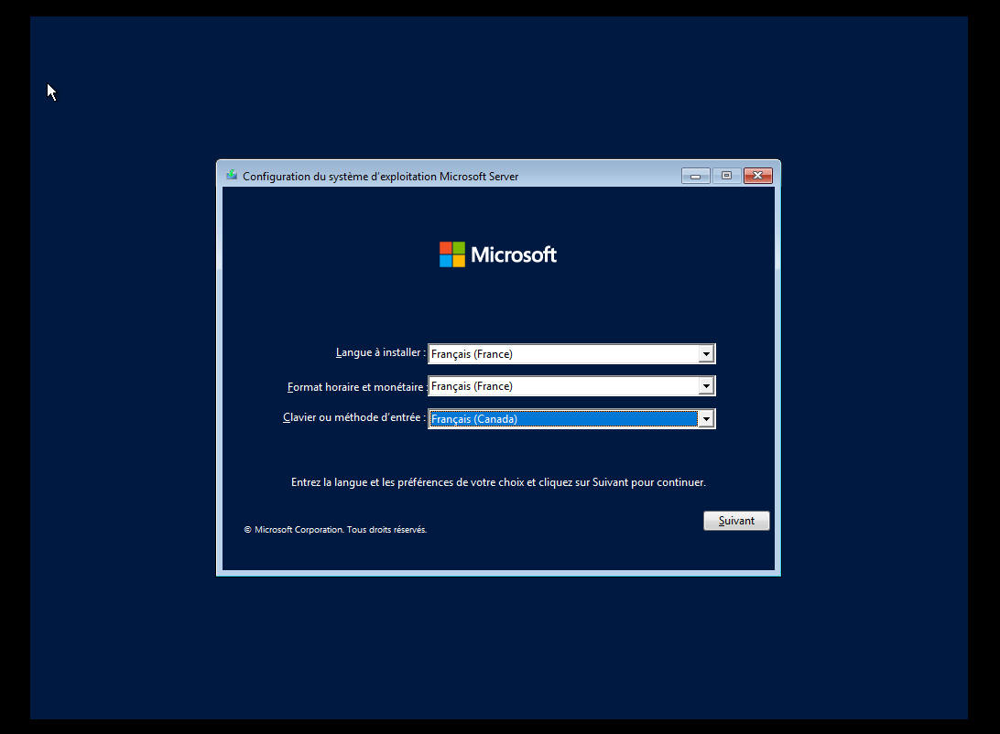 Configuration du système d'exploitation Microsoft Server
Microsoft
Langue à installer : Français (France)
Format horaire et monétaire : Français (France)
Clavier ou méthode d'entrée : Français (Canada)
Entrez la langue et les préférences de votre choix et cliquez sur Suivant pour continuer.
Suivant
© Microsoft Corporation. Tous droits réservés.